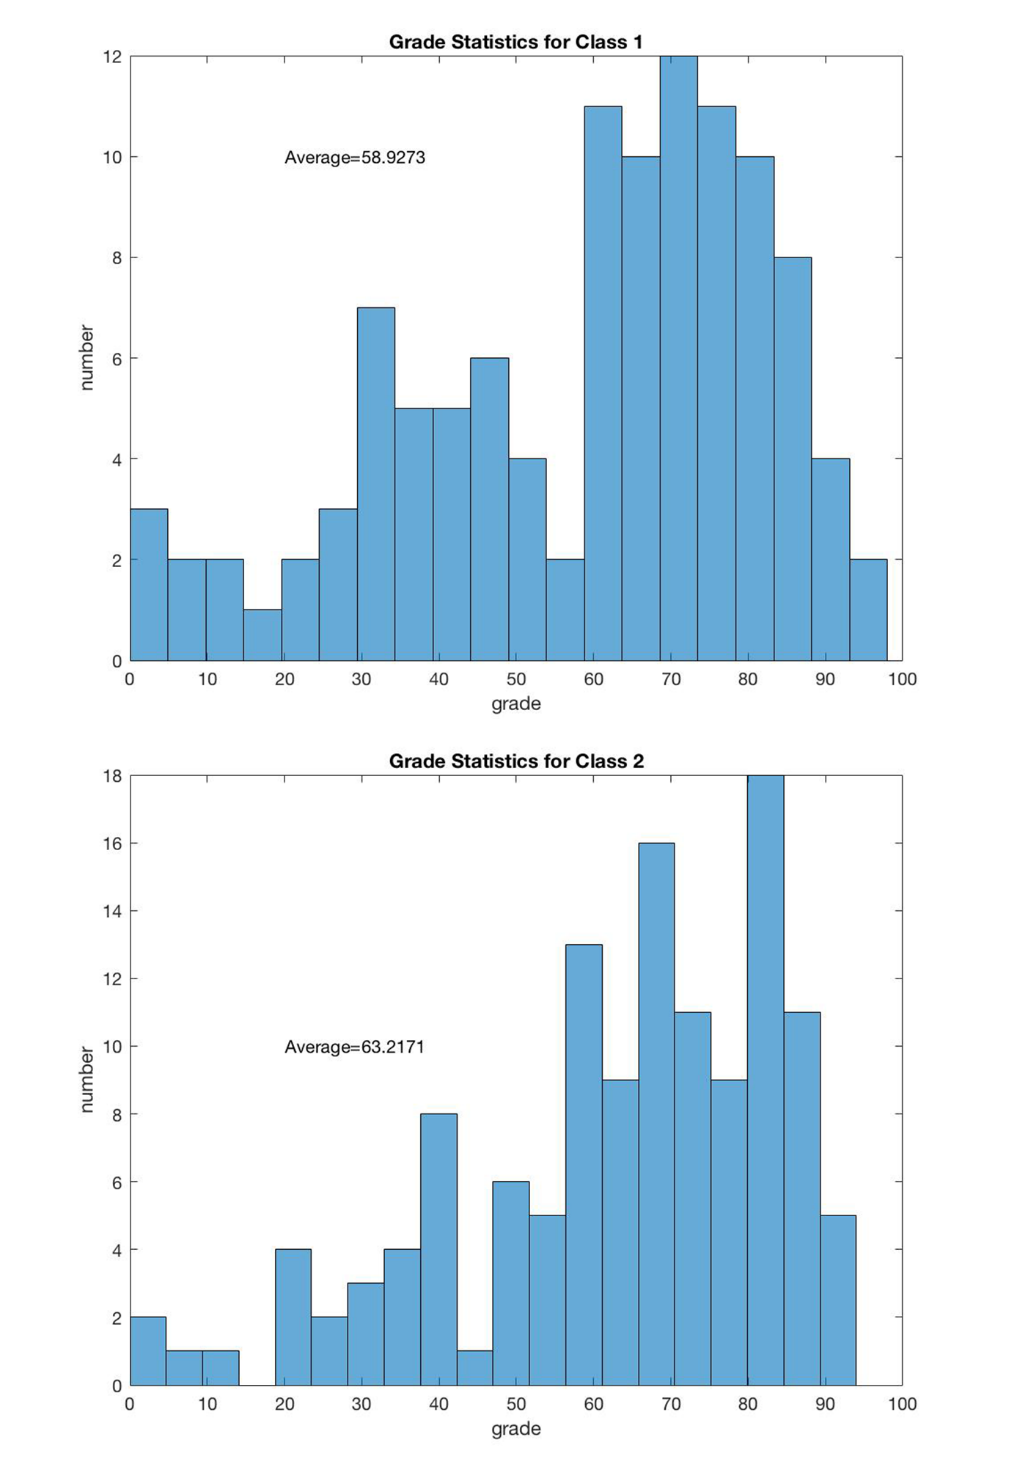 Grade Statistics for Class 1
12
10
8
6
4
2
0
number
Average=58.9273
0 10 20 30 40 50 60 70 80 90 100
grade
Grade Statistics for Class 2
18
16
14
12
10
8
6
4
2
0
number
Average=63.2171
0 10 20 30 40 50 60 70 80 90 100
grade